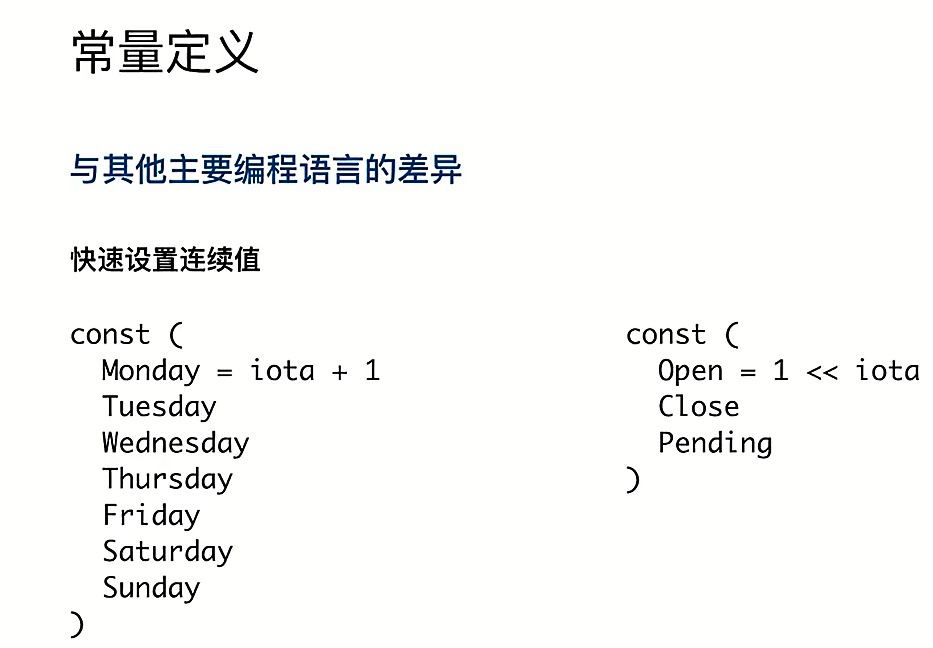 常量定义
与其他主要编程语言的差异
快速设置连续值
const (
  Monday = iota + 1
  Tuesday
  Wednesday
  Thursday
  Friday
  Saturday
  Sunday
)
const (
  Open = 1 << iota
  Close
  Pending
)